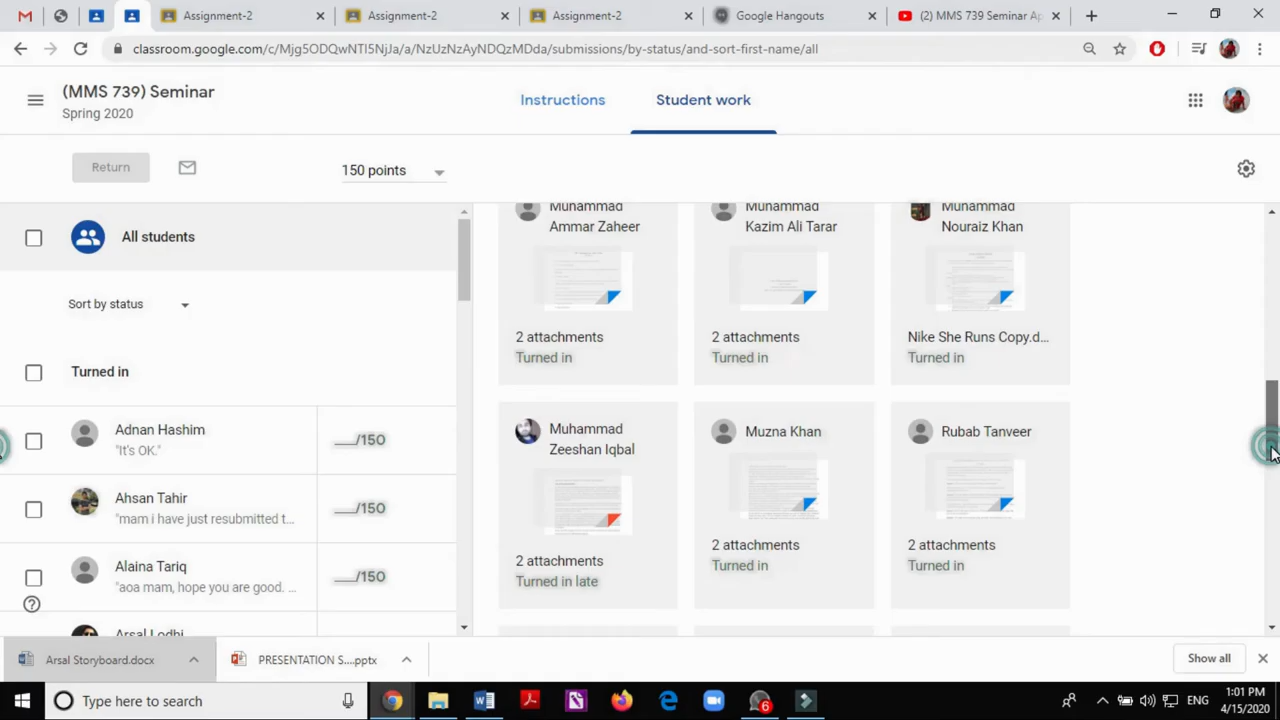 Assignment-2
Assignment-2
Assignment-2
Google Hangouts
(2) MMS 739 Seminar Ap
classroom.google.com/c/Mjg5ODQwNTI5NjJa/a/NzUzNzAyNDQzMDda/submissions/by-status/and-sort-first-name/all
(MMS 739) Seminar
Spring 2020
Instructions
Student work
Return
150 points
All students
Sort by status
Turned in
Adnan Hashim
"It's OK."
___/150
Ahsan Tahir
"mam i have just resubmitted t...
___/150
Alaina Tariq
"aoa mam, hope you are good. ...
___/150
Arsal Lodhi
Muhammad
Ammar Zaheer
2 attachments
Turned in
Muhammad
Kazim Ali Tarar
2 attachments
Turned in
Muhammad
Nouraiz Khan
Nike She Runs Copy.d...
Turned in
Muhammad
Zeeshan Iqbal
2 attachments
Turned in late
Muzna Khan
2 attachments
Turned in
Rubab Tanveer
2 attachments
Turned in
Arsal Storyboard.docx
PRESENTATION S....pptx
Show all
Type here to search
6
ENG
1:01 PM
4/15/2020